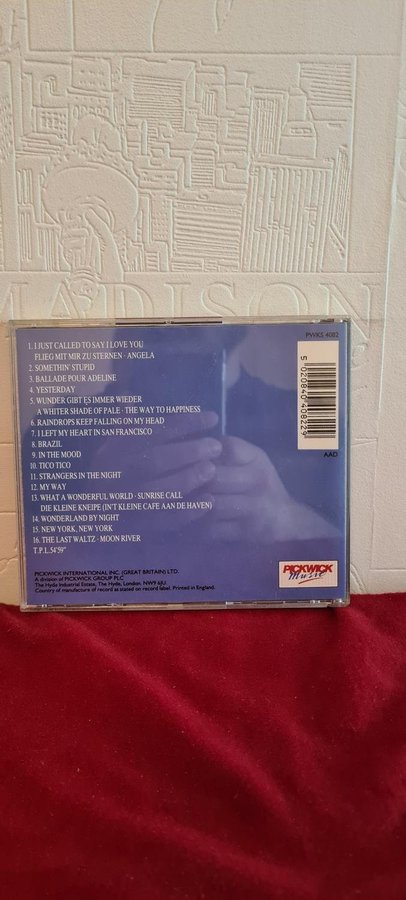 MADISON
PWKS 4082
1. I JUST CALLED TO SAY I LOVE YOU
FLIEG MIT MIR ZU STERNEN · ANGELA
2. SOMETHIN' STUPID
3. BALLADE POUR ADELINE
4. YESTERDAY
5. WUNDER GIBT ES IMMER WIEDER
A WHITER SHADE OF PALE · THE WAY TO HAPPINESS
6. RAINDROPS KEEP FALLING ON MY HEAD
7. I LEFT MY HEART IN SAN FRANCISCO
8. BRAZIL
9. IN THE MOOD
10. TICO TICO
11. STRANGERS IN THE NIGHT
12. MY WAY
13. WHAT A WONDERFUL WORLD · SUNRISE CALL
DIE KLEINE KNEIPE (IN'T KLEINE CAFE AAN DE HAVEN)
14. WONDERLAND BY NIGHT
15. NEW YORK, NEW YORK
16. THE LAST WALTZ · MOON RIVER
T.P.L.54'59"
5 020840 408229
AAD
PICKWICK INTERNATIONAL INC. (GREAT BRITAIN) LTD.
A division of PICKWICK GROUP PLC
The Hyde Industrial Estate, The Hyde, London, NW9 6JU.
Country of manufacture of record as stated on record label. Printed in England.
PICKWICK
Music